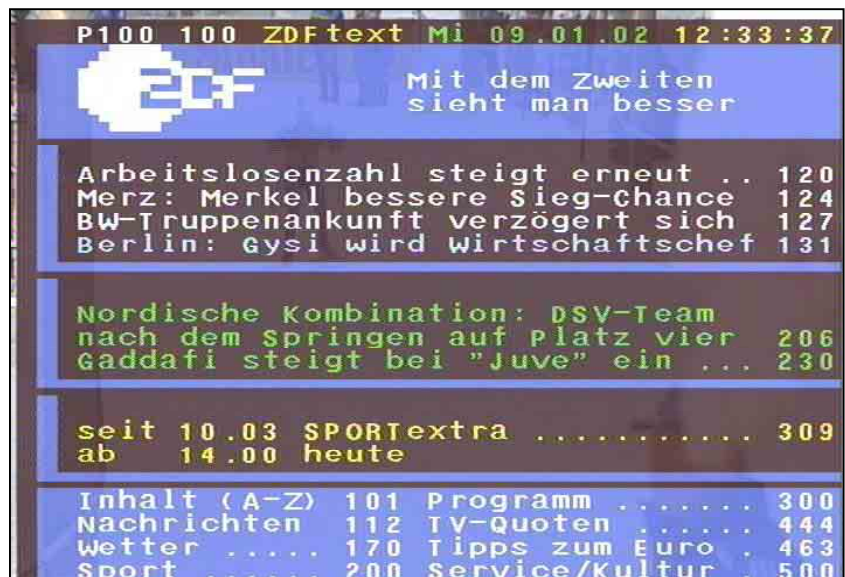 P100 100 ZDFtext Mi 09.01.02 12:33:37
ZDF
Mit dem Zweiten
sieht man besser
Arbeitslosenzahl steigt erneut .. 120
Merz: Merkel bessere Sieg-Chance 124
BW-Truppenankunft verzögert sich 127
Berlin: Gysi wird Wirtschaftschef 131
Nordische Kombination: DSV-Team
nach dem Springen auf Platz vier 206
Gaddafi steigt bei "Juve" ein ... 230
seit 10.03 SPORTextra ........... 309
ab 14.00 heute
Inhalt (A-Z) 101 Programm ....... 300
Nachrichten 112 TV-Quoten ...... 444
Wetter ..... 170 Tipps zum Euro . 463
Sport ...... 200 Service/Kultur . 500